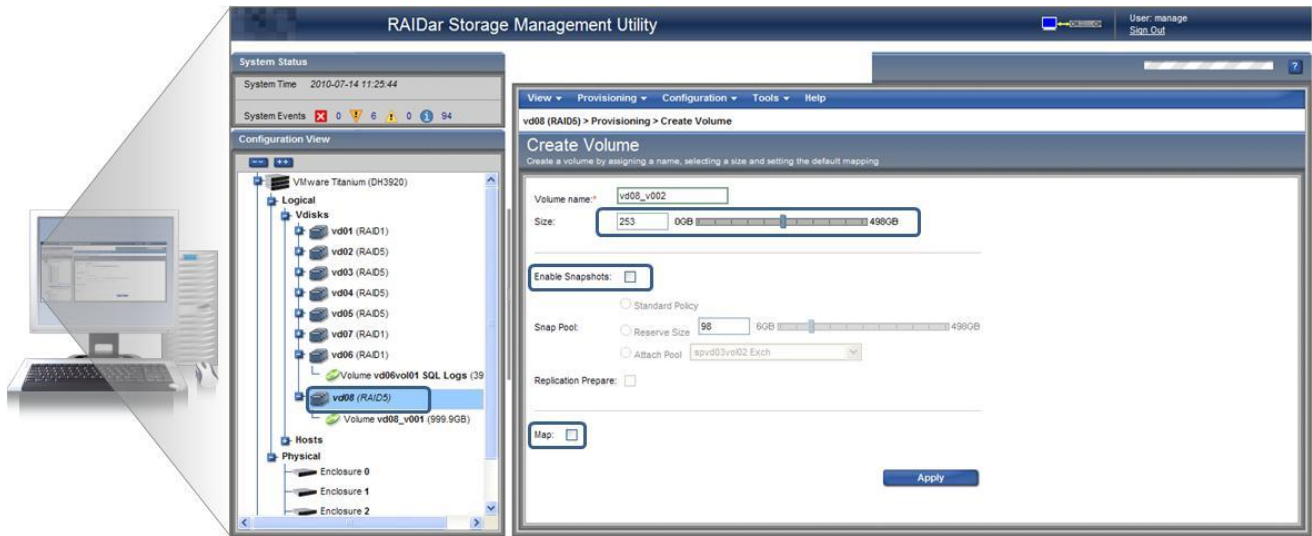 RAIDar Storage Management Utility
User: manage
Sign Out
System Status
System Time 2010-07-14 11:25:44
System Events 0 6 0 94
?
Configuration View
-- ++
VMware Titanium (DH3920)
Logical
Vdisks
vd01 (RAID1)
vd02 (RAID5)
vd03 (RAID5)
vd04 (RAID5)
vd05 (RAID5)
vd07 (RAID1)
vd06 (RAID1)
Volume vd06vol01 SQL Logs (39
vd08 (RAID5)
Volume vd08_v001 (999.9GB)
Hosts
Physical
Enclosure 0
Enclosure 1
Enclosure 2
View Provisioning Configuration Tools Help
vd08 (RAID5) > Provisioning > Create Volume
Create Volume
Create a volume by assigning a name, selecting a size and setting the default mapping
Volume name:* vd08_v002
Size: 253 0GB 498GB
Enable Snapshots:
Standard Policy
Snap Pool:
Reserve Size 98 6GB 498GB
Attach Pool spvd03vol02 Exch
Replication Prepare:
Map:
Apply